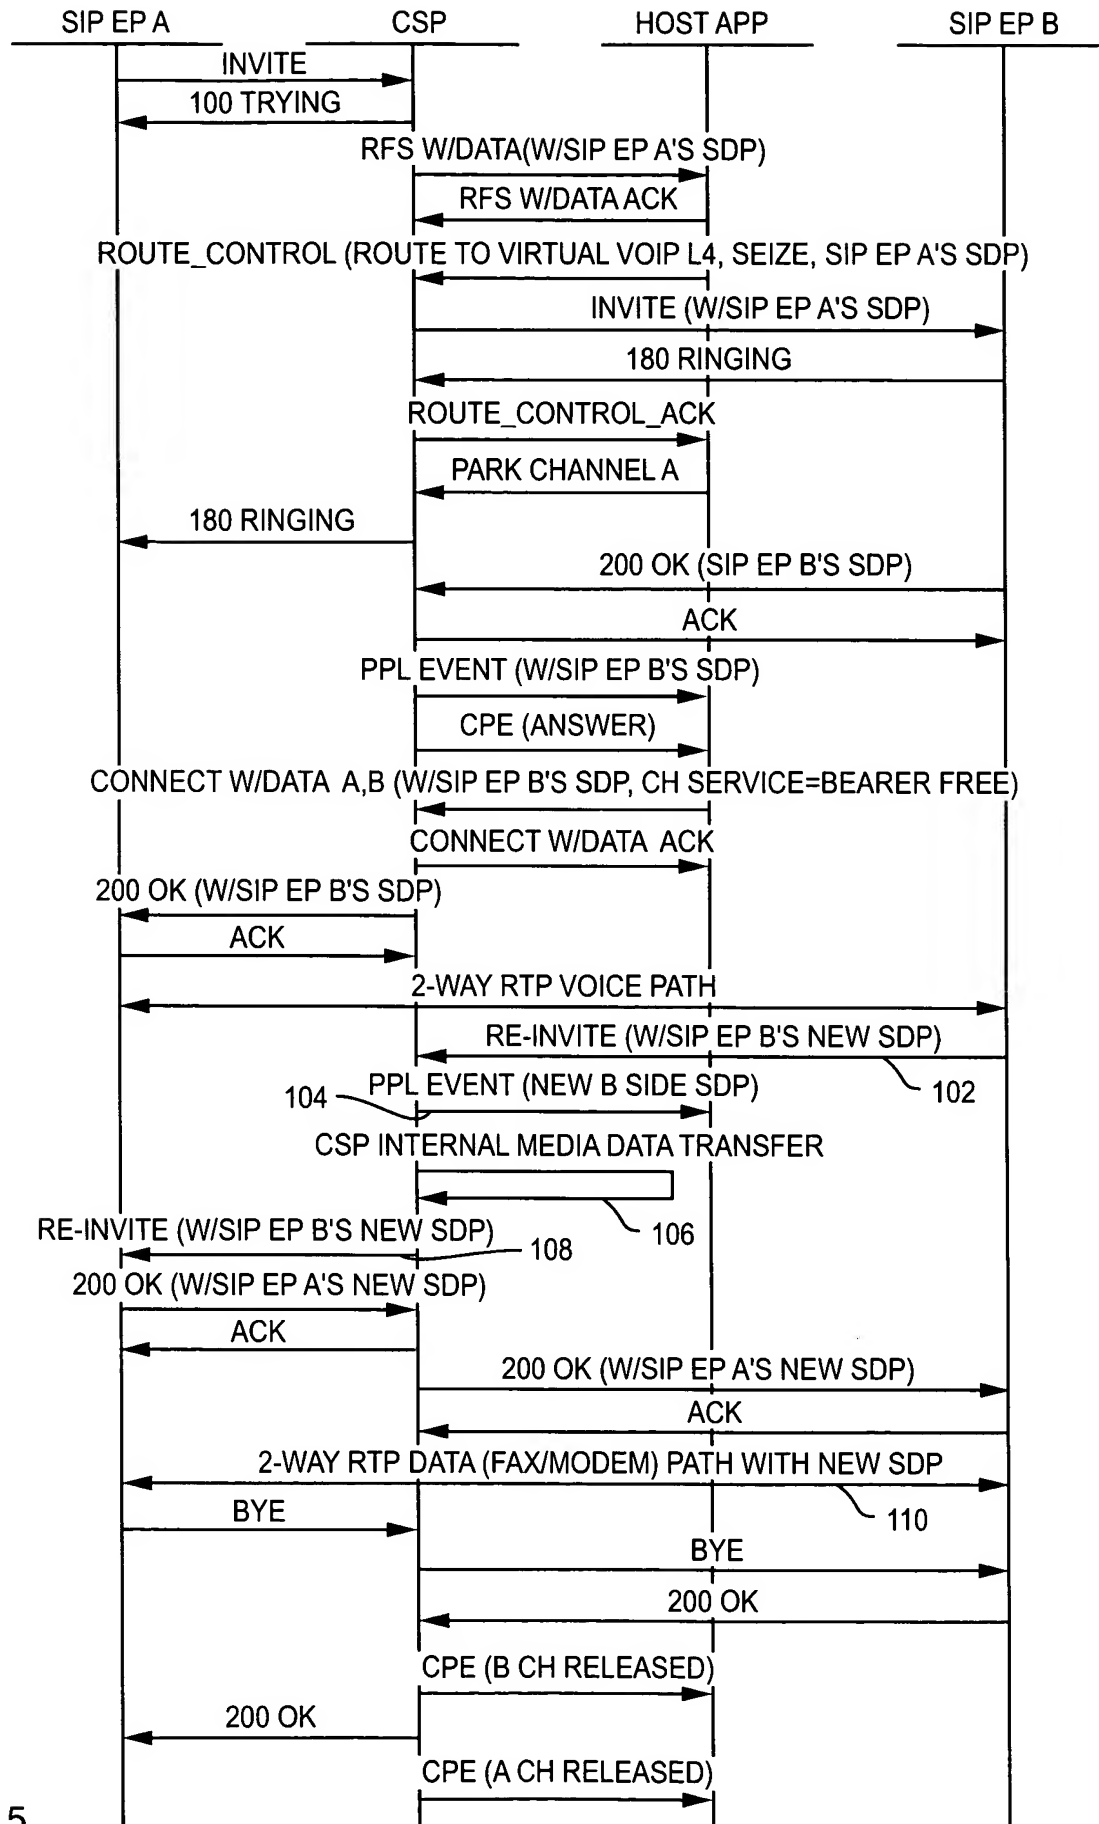 SIP EP A CSP HOST APP SIP EP B
INVITE
100 TRYING
RFS W/DATA(W/SIP EP A'S SDP)
RFS W/DATA ACK
ROUTE_CONTROL (ROUTE TO VIRTUAL VOIP L4, SEIZE, SIP EP A'S SDP)
INVITE (W/SIP EP A'S SDP)
180 RINGING
ROUTE_CONTROL_ACK
PARK CHANNEL A
180 RINGING
200 OK (SIP EP B'S SDP)
ACK
PPL EVENT (W/SIP EP B'S SDP)
CPE (ANSWER)
CONNECT W/DATA A,B (W/SIP EP B'S SDP, CH SERVICE=BEARER FREE)
CONNECT W/DATA ACK
200 OK (W/SIP EP B'S SDP)
ACK
2-WAY RTP VOICE PATH
RE-INVITE (W/SIP EP B'S NEW SDP)
102
PPL EVENT (NEW B SIDE SDP)
104
CSP INTERNAL MEDIA DATA TRANSFER
106
RE-INVITE (W/SIP EP B'S NEW SDP)
108
200 OK (W/SIP EP A'S NEW SDP)
ACK
200 OK (W/SIP EP A'S NEW SDP)
ACK
2-WAY RTP DATA (FAX/MODEM) PATH WITH NEW SDP
110
BYE
BYE
200 OK
CPE (B CH RELEASED)
200 OK
CPE (A CH RELEASED)
5